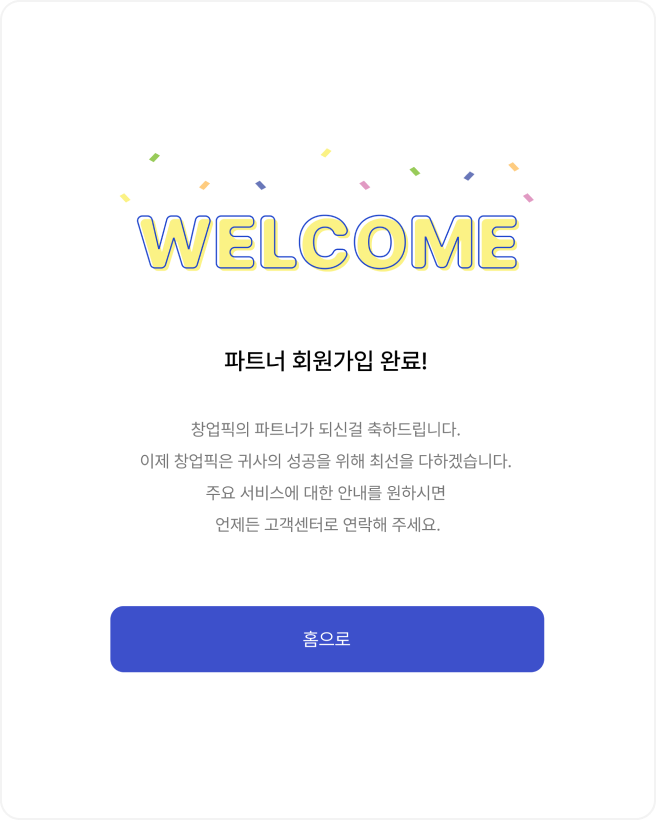 WELCOME
파트너 회원가입 완료!
창업픽의 파트너가 되신걸 축하드립니다.
이제 창업픽은 귀사의 성공을 위해 최선을 다하겠습니다.
주요 서비스에 대한 안내를 원하시면
언제든 고객센터로 연락해 주세요.
홈으로